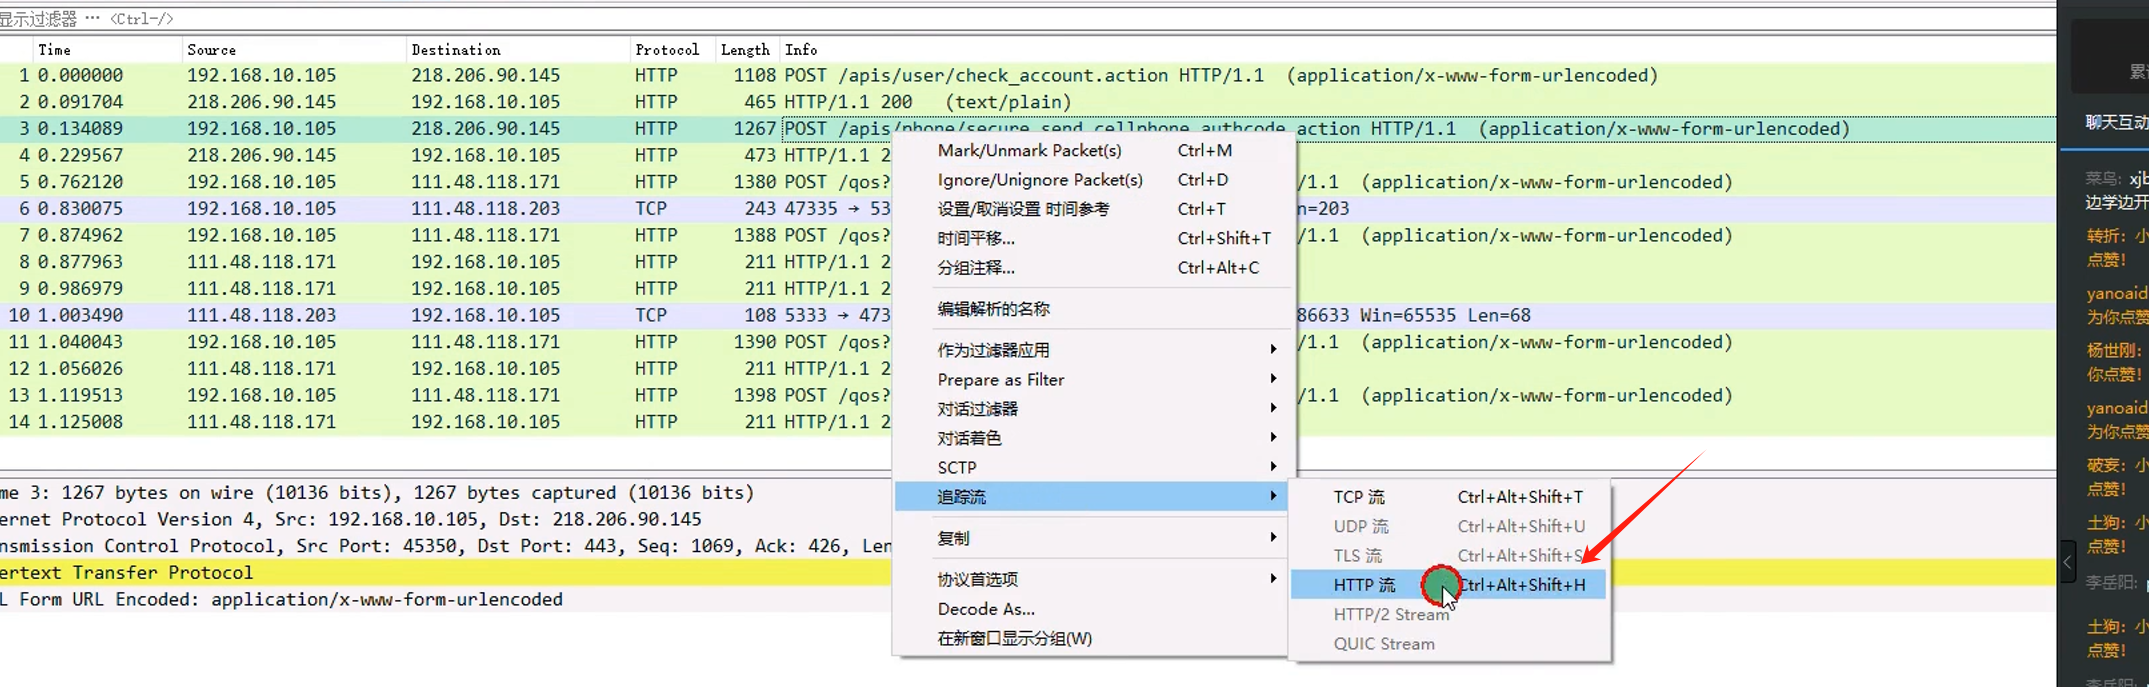 显示过滤器 … <Ctrl-/>
Time Source Destination Protocol Length Info
1 0.000000 192.168.10.105 218.206.90.145 HTTP 1108 POST /apis/user/check_account.action HTTP/1.1 (application/x-www-form-urlencoded)
2 0.091704 218.206.90.145 192.168.10.105 HTTP 465 HTTP/1.1 200 (text/plain)
3 0.134089 192.168.10.105 218.206.90.145 HTTP 1267 POST /apis/phone/secure_send_cellphone_authcode.action HTTP/1.1 (application/x-www-form-urlencoded)
4 0.229567 218.206.90.145 192.168.10.105 HTTP 473 HTTP/1.1 2
5 0.762120 192.168.10.105 111.48.118.171 HTTP 1380 POST /qos? /1.1 (application/x-www-form-urlencoded)
6 0.830075 192.168.10.105 111.48.118.203 TCP 243 47335 → 53 n=203
7 0.874962 192.168.10.105 111.48.118.171 HTTP 1388 POST /qos? /1.1 (application/x-www-form-urlencoded)
8 0.877963 111.48.118.171 192.168.10.105 HTTP 211 HTTP/1.1 2
9 0.986979 111.48.118.171 192.168.10.105 HTTP 211 HTTP/1.1 2
10 1.003490 111.48.118.203 192.168.10.105 TCP 108 5333 → 473 86633 Win=65535 Len=68
11 1.040043 192.168.10.105 111.48.118.171 HTTP 1390 POST /qos? /1.1 (application/x-www-form-urlencoded)
12 1.056026 111.48.118.171 192.168.10.105 HTTP 211 HTTP/1.1 2
13 1.119513 192.168.10.105 111.48.118.171 HTTP 1398 POST /qos? /1.1 (application/x-www-form-urlencoded)
14 1.125008 111.48.118.171 192.168.10.105 HTTP 211 HTTP/1.1 2
Mark/Unmark Packet(s) Ctrl+M
Ignore/Unignore Packet(s) Ctrl+D
设置/取消设置 时间参考 Ctrl+T
时间平移... Ctrl+Shift+T
分组注释... Ctrl+Alt+C
编辑解析的名称
作为过滤器应用
Prepare as Filter
对话过滤器
对话着色
SCTP
追踪流
复制
协议首选项
Decode As...
在新窗口显示分组(W)
TCP 流 Ctrl+Alt+Shift+T
UDP 流 Ctrl+Alt+Shift+U
TLS 流 Ctrl+Alt+Shift+S
HTTP 流 Ctrl+Alt+Shift+H
HTTP/2 Stream
QUIC Stream
me 3: 1267 bytes on wire (10136 bits), 1267 bytes captured (10136 bits)
ernet Protocol Version 4, Src: 192.168.10.105, Dst: 218.206.90.145
nsmission Control Protocol, Src Port: 45350, Dst Port: 443, Seq: 1069, Ack: 426, Len
ertext Transfer Protocol
L Form URL Encoded: application/x-www-form-urlencoded
累
聊天互动
菜鸟: xjb
边学边开
转折: 小
点赞!
yanoaid
为你点赞
杨世刚:
你点赞!
yanoaid
为你点赞
破妄: 小
点赞!
土狗: 小
点赞!
李岳阳:
土狗: 小
点赞!
李岳阳: